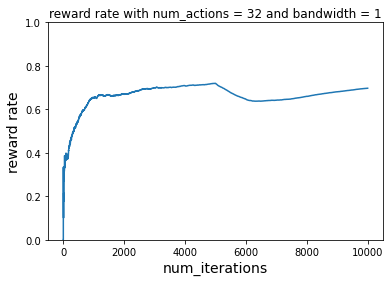 reward rate with num_actions = 32 and bandwidth = 1
1.0
0.8
0.6
0.4
0.2
0.0
reward rate
0 2000 4000 6000 8000 10000
num_iterations